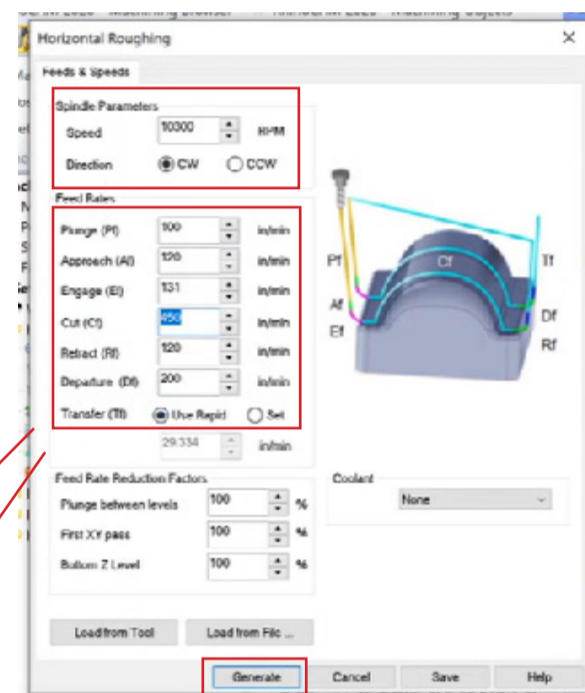 Horizontal Roughing
Feeds & Speeds
Spindle Parameters
Speed 10300 RPM
Direction CW CCW
Feed Rates
Plunge (Pf) 100 in/min
Approach (Af) 120 in/min
Engage (Ef) 131 in/min
Cut (Cf) 450 in/min
Retract (Rf) 120 in/min
Departure (Df) 200 in/min
Transfer (Tf) Use Rapid Set
29.334 in/min
Pf Cf Tf
Af Df
Ef Rf
Feed Rate Reduction Factors
Plunge between levels 100 %
First XY pass 100 %
Bottom Z Level 100 %
Coolant
None
Load from Tool Load from File ...
Generate Cancel Save Help